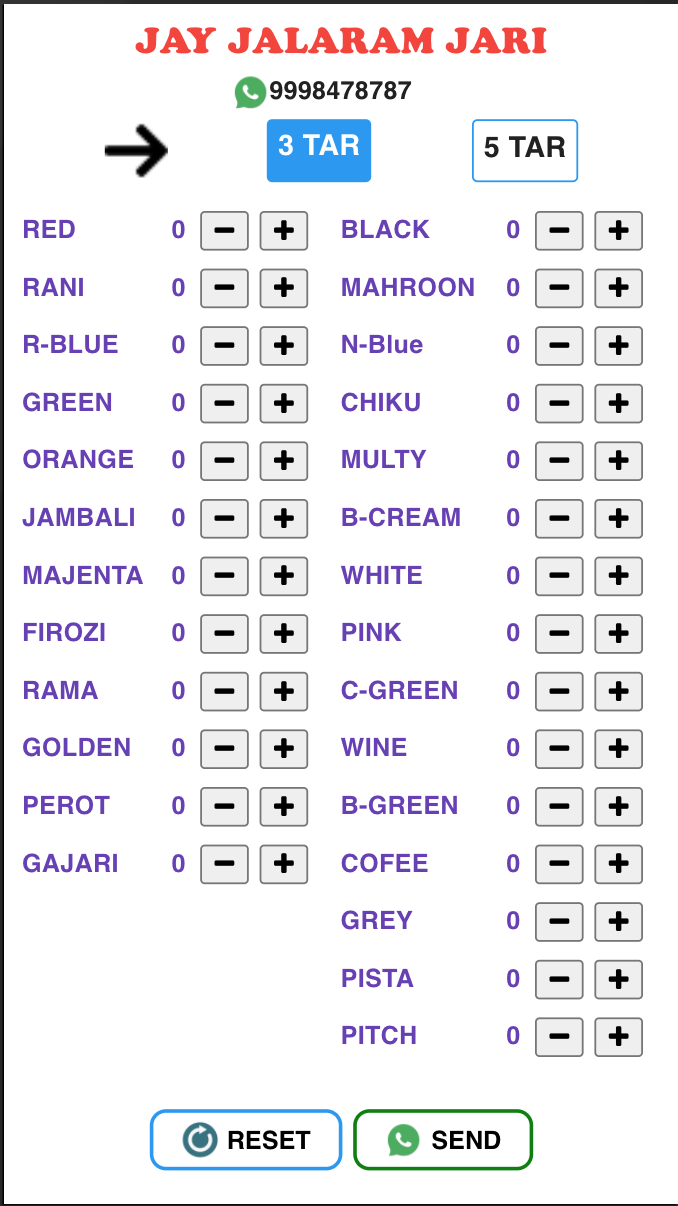 JAY JALARAM JARI
9998478787
3 TAR 5 TAR
RED 0 − + BLACK 0 − +
RANI 0 − + MAHROON 0 − +
R-BLUE 0 − + N-Blue 0 − +
GREEN 0 − + CHIKU 0 − +
ORANGE 0 − + MULTY 0 − +
JAMBALI 0 − + B-CREAM 0 − +
MAJENTA 0 − + WHITE 0 − +
FIROZI 0 − + PINK 0 − +
RAMA 0 − + C-GREEN 0 − +
GOLDEN 0 − + WINE 0 − +
PEROT 0 − + B-GREEN 0 − +
GAJARI 0 − + COFEE 0 − +
GREY 0 − +
PISTA 0 − +
PITCH 0 − +
RESET SEND